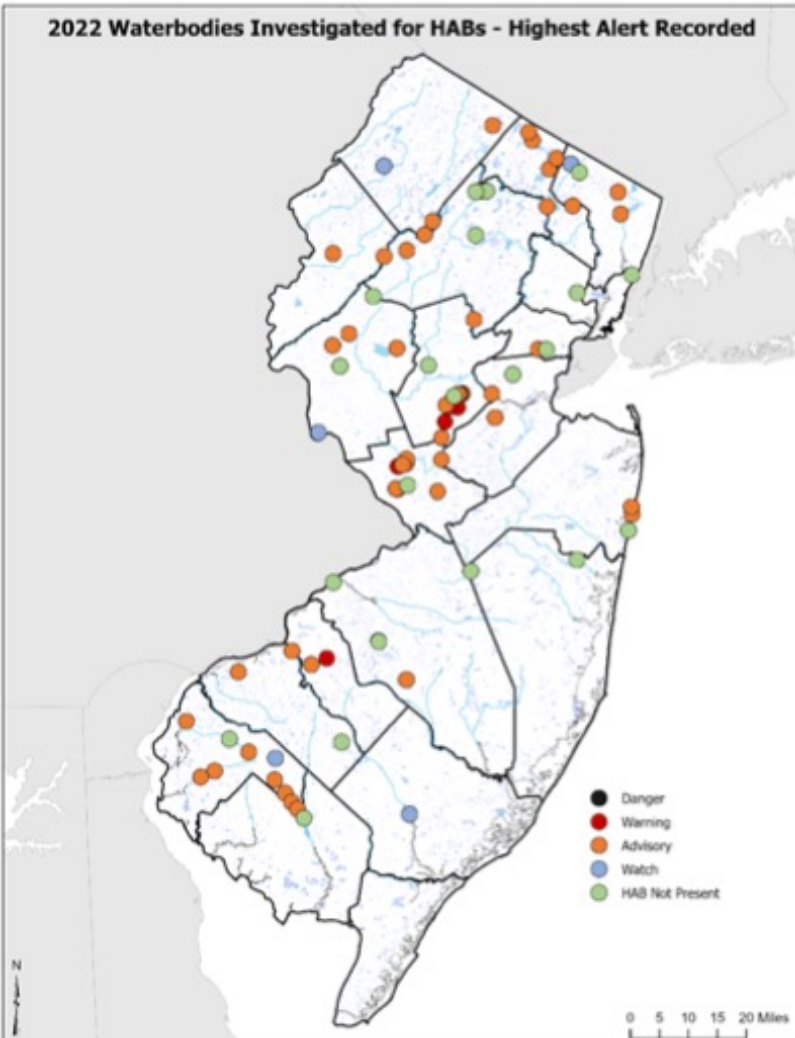 2022 Waterbodies Investigated for HABs - Highest Alert Recorded
Danger
Warning
Advisory
Watch
HAB Not Present
N
0 5 10 15 20 Miles